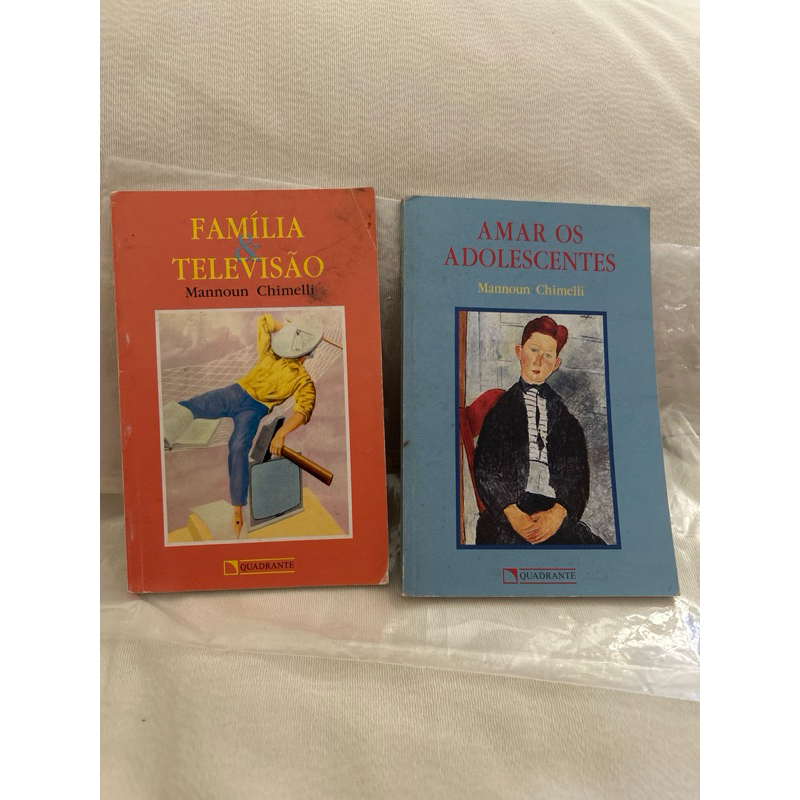 FAMÍLIA
&
TELEVISÃO
Mannoun Chimelli
QUADRANTE
AMAR OS
ADOLESCENTES
Mannoun Chimelli
QUADRANTE